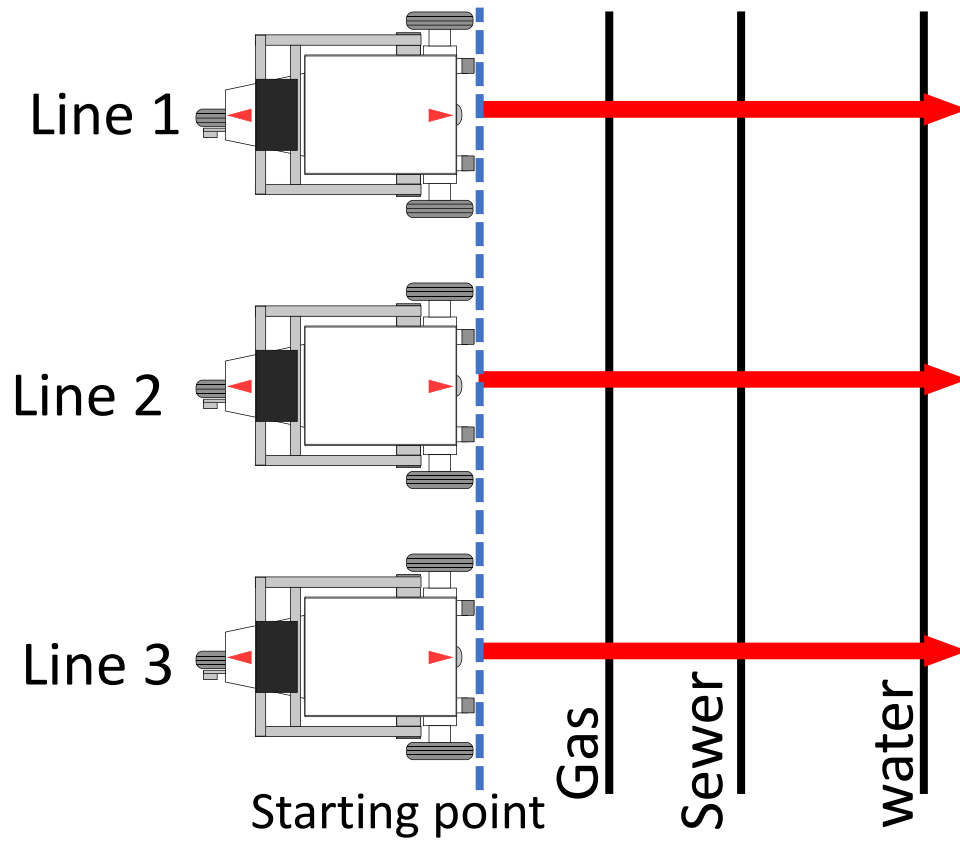 Line 1
Line 2
Line 3
Starting point
Gas
Sewer
water